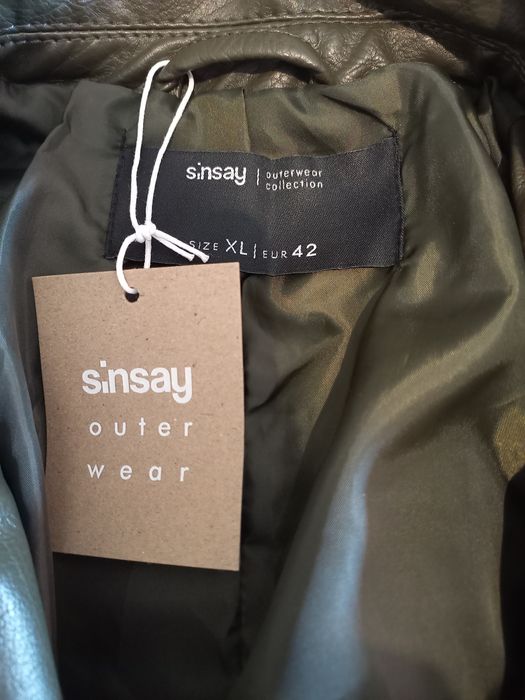 sinsay | outerwear
collection
SIZE XL | EUR 42
sinsay
outer
wear